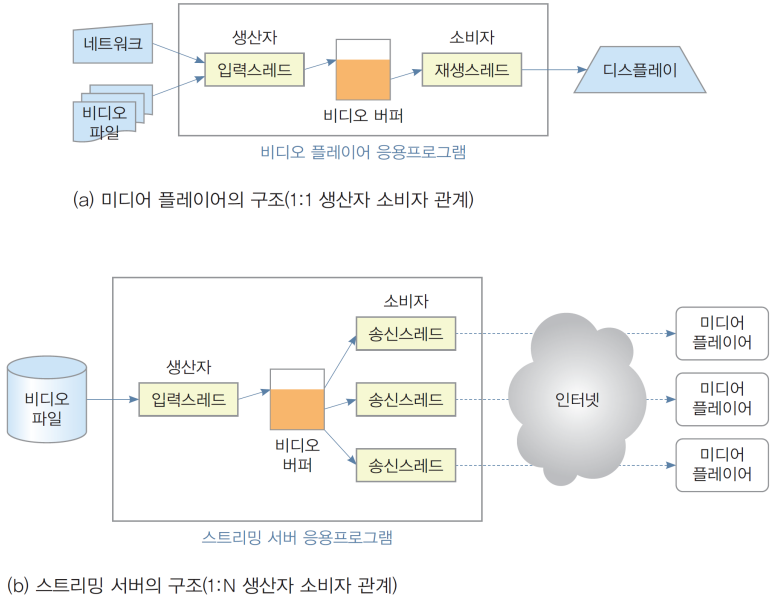 네트워크
비디오
파일
생산자
입력스레드
비디오 버퍼
소비자
재생스레드
디스플레이
비디오 플레이어 응용프로그램
(a) 미디어 플레이어의 구조(1:1 생산자 소비자 관계)
비디오
파일
생산자
입력스레드
비디오
버퍼
소비자
송신스레드
송신스레드
송신스레드
인터넷
미디어
플레이어
미디어
플레이어
미디어
플레이어
스트리밍 서버 응용프로그램
(b) 스트리밍 서버의 구조(1:N 생산자 소비자 관계)